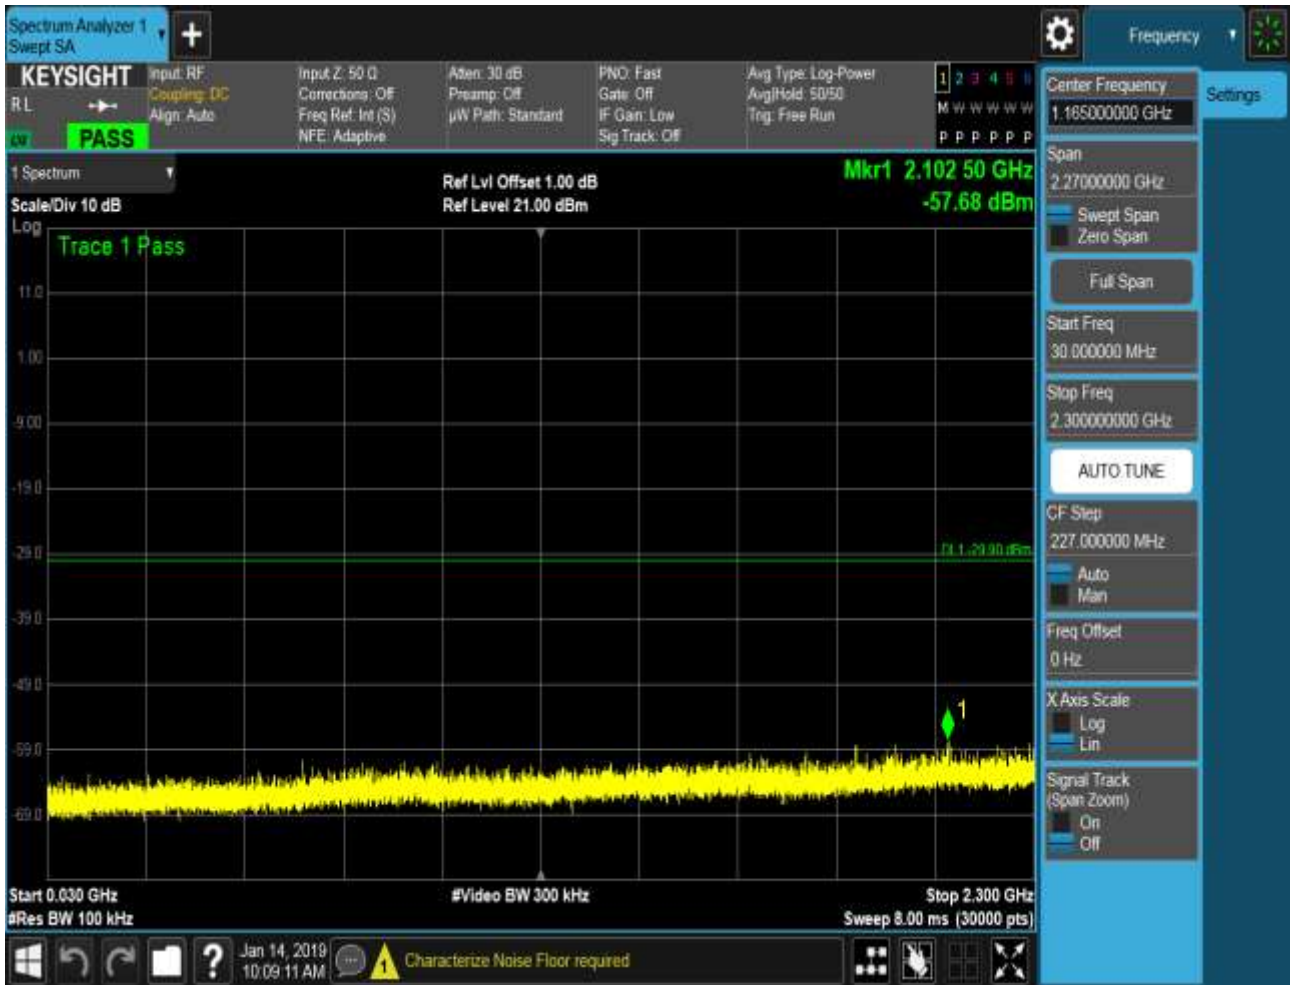 Spectrum Analyzer 1
Swept SA
+
Frequency
KEYSIGHT
R L
PASS
Input: RF
Coupling: DC
Align: Auto
Input Z: 50 Ω
Corrections: Off
Freq Ref: Int (S)
NFE: Adaptive
Atten: 30 dB
Preamp: Off
µW Path: Standard
PNO: Fast
Gate: Off
IF Gain: Low
Sig Track: Off
Avg Type: Log-Power
Avg|Hold: 50/50
Trig: Free Run
1 2 3 4 5 6
M W W W W W
P P P P P P
1 Spectrum
Scale/Div 10 dB
Log
Ref Lvl Offset 1.00 dB
Ref Level 21.00 dBm
Mkr1 2.102 50 GHz
-57.68 dBm
Trace 1 Pass
11.0
1.00
-9.00
-19.0
-29.0
-39.0
-49.0
-59.0
-69.0
DL1 -29.90 dBm
1
Start 0.030 GHz
#Res BW 100 kHz
#Video BW 300 kHz
Stop 2.300 GHz
Sweep 8.00 ms (30000 pts)
Center Frequency
1.165000000 GHz
Settings
Span
2.27000000 GHz
Swept Span
Zero Span
Full Span
Start Freq
30.000000 MHz
Stop Freq
2.300000000 GHz
AUTO TUNE
CF Step
227.000000 MHz
Auto
Man
Freq Offset
0 Hz
X Axis Scale
Log
Lin
Signal Track
(Span Zoom)
On
Off
?
Jan 14, 2019
10:09:11 AM
1
Characterize Noise Floor required